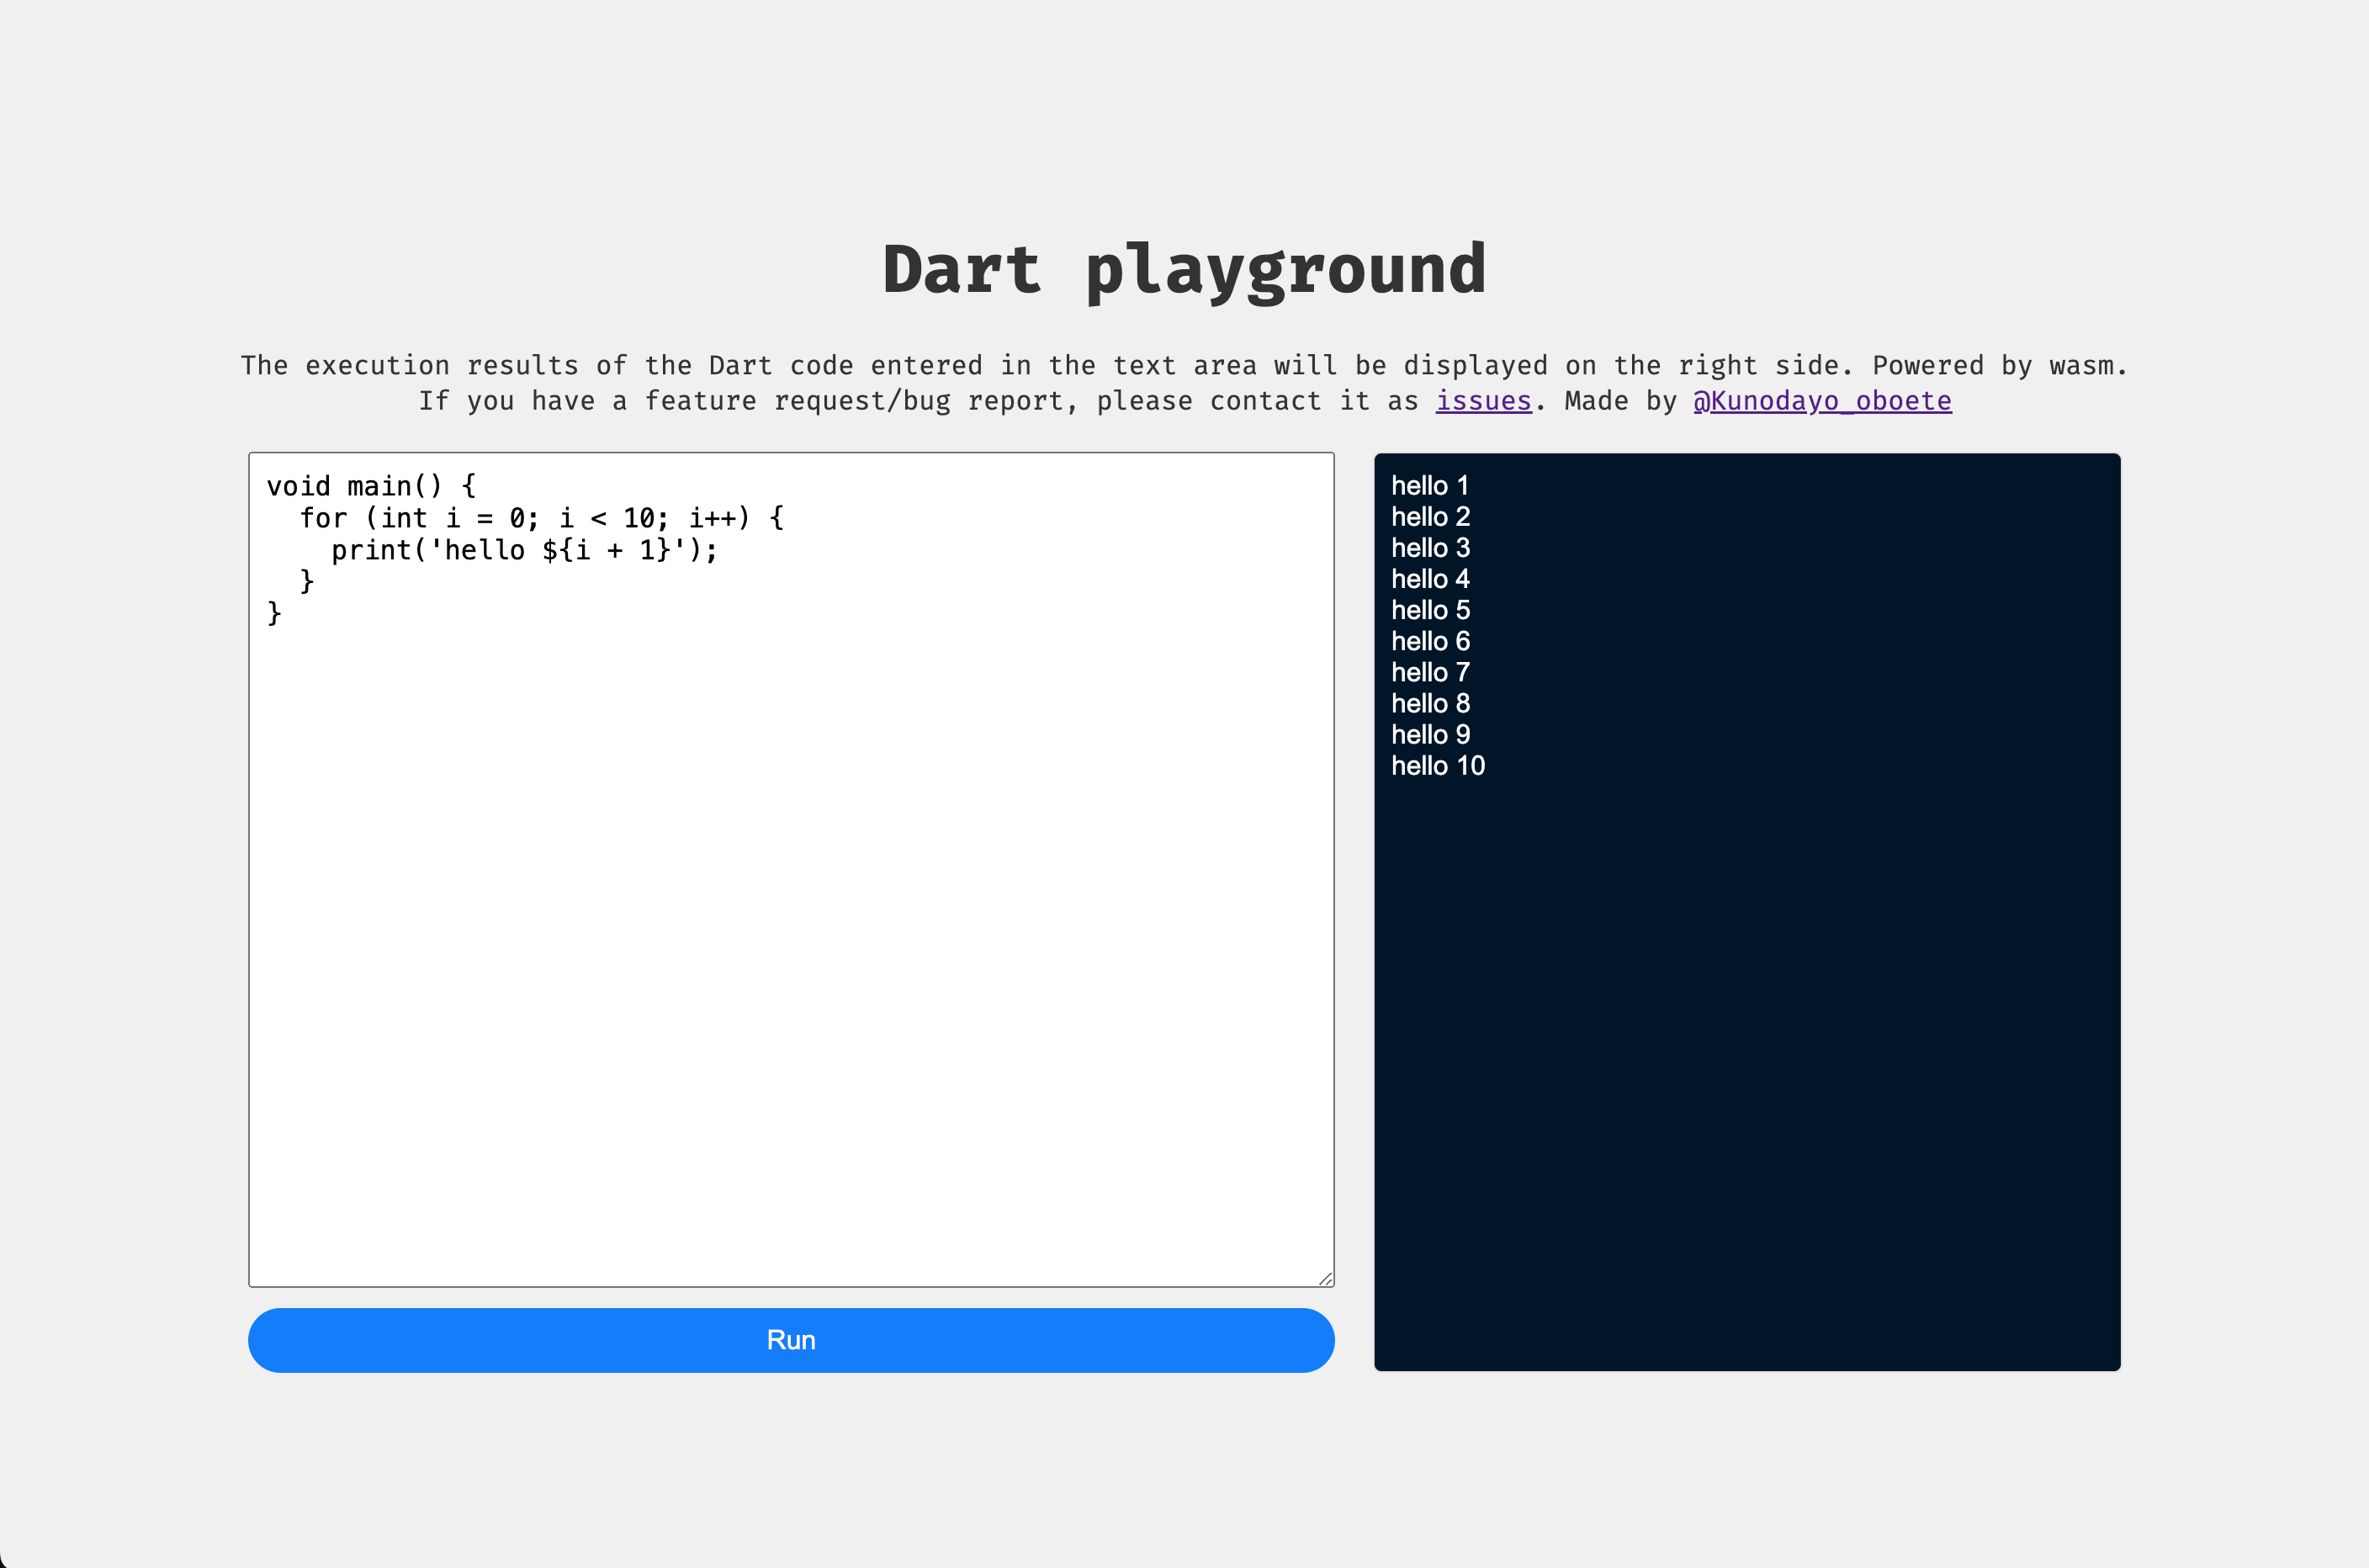 Dart playground
The execution results of the Dart code entered in the text area will be displayed on the right side. Powered by wasm.
If you have a feature request/bug report, please contact it as issues. Made by @Kunodayo_oboete
void main() {
  for (int i = 0; i < 10; i++) {
    print('hello ${i + 1}');
  }
}
Run
hello 1
hello 2
hello 3
hello 4
hello 5
hello 6
hello 7
hello 8
hello 9
hello 10